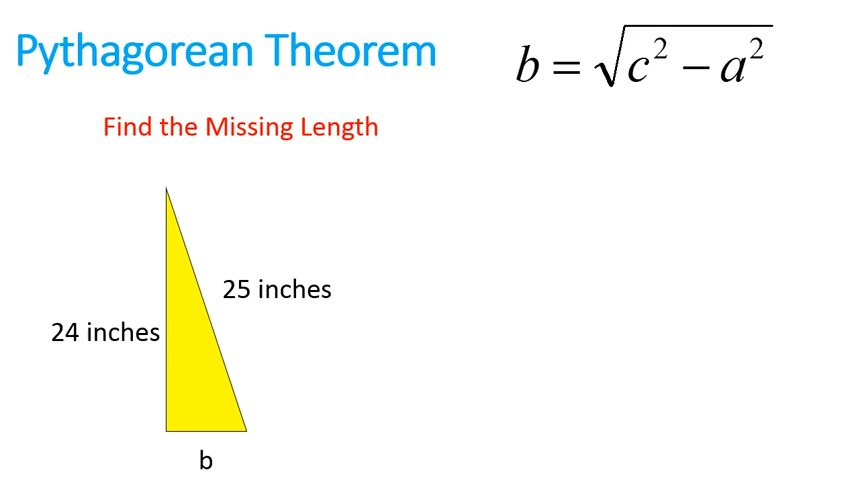 Pythagorean Theorem
b = √(c² − a²)
Find the Missing Length
25 inches
24 inches
b